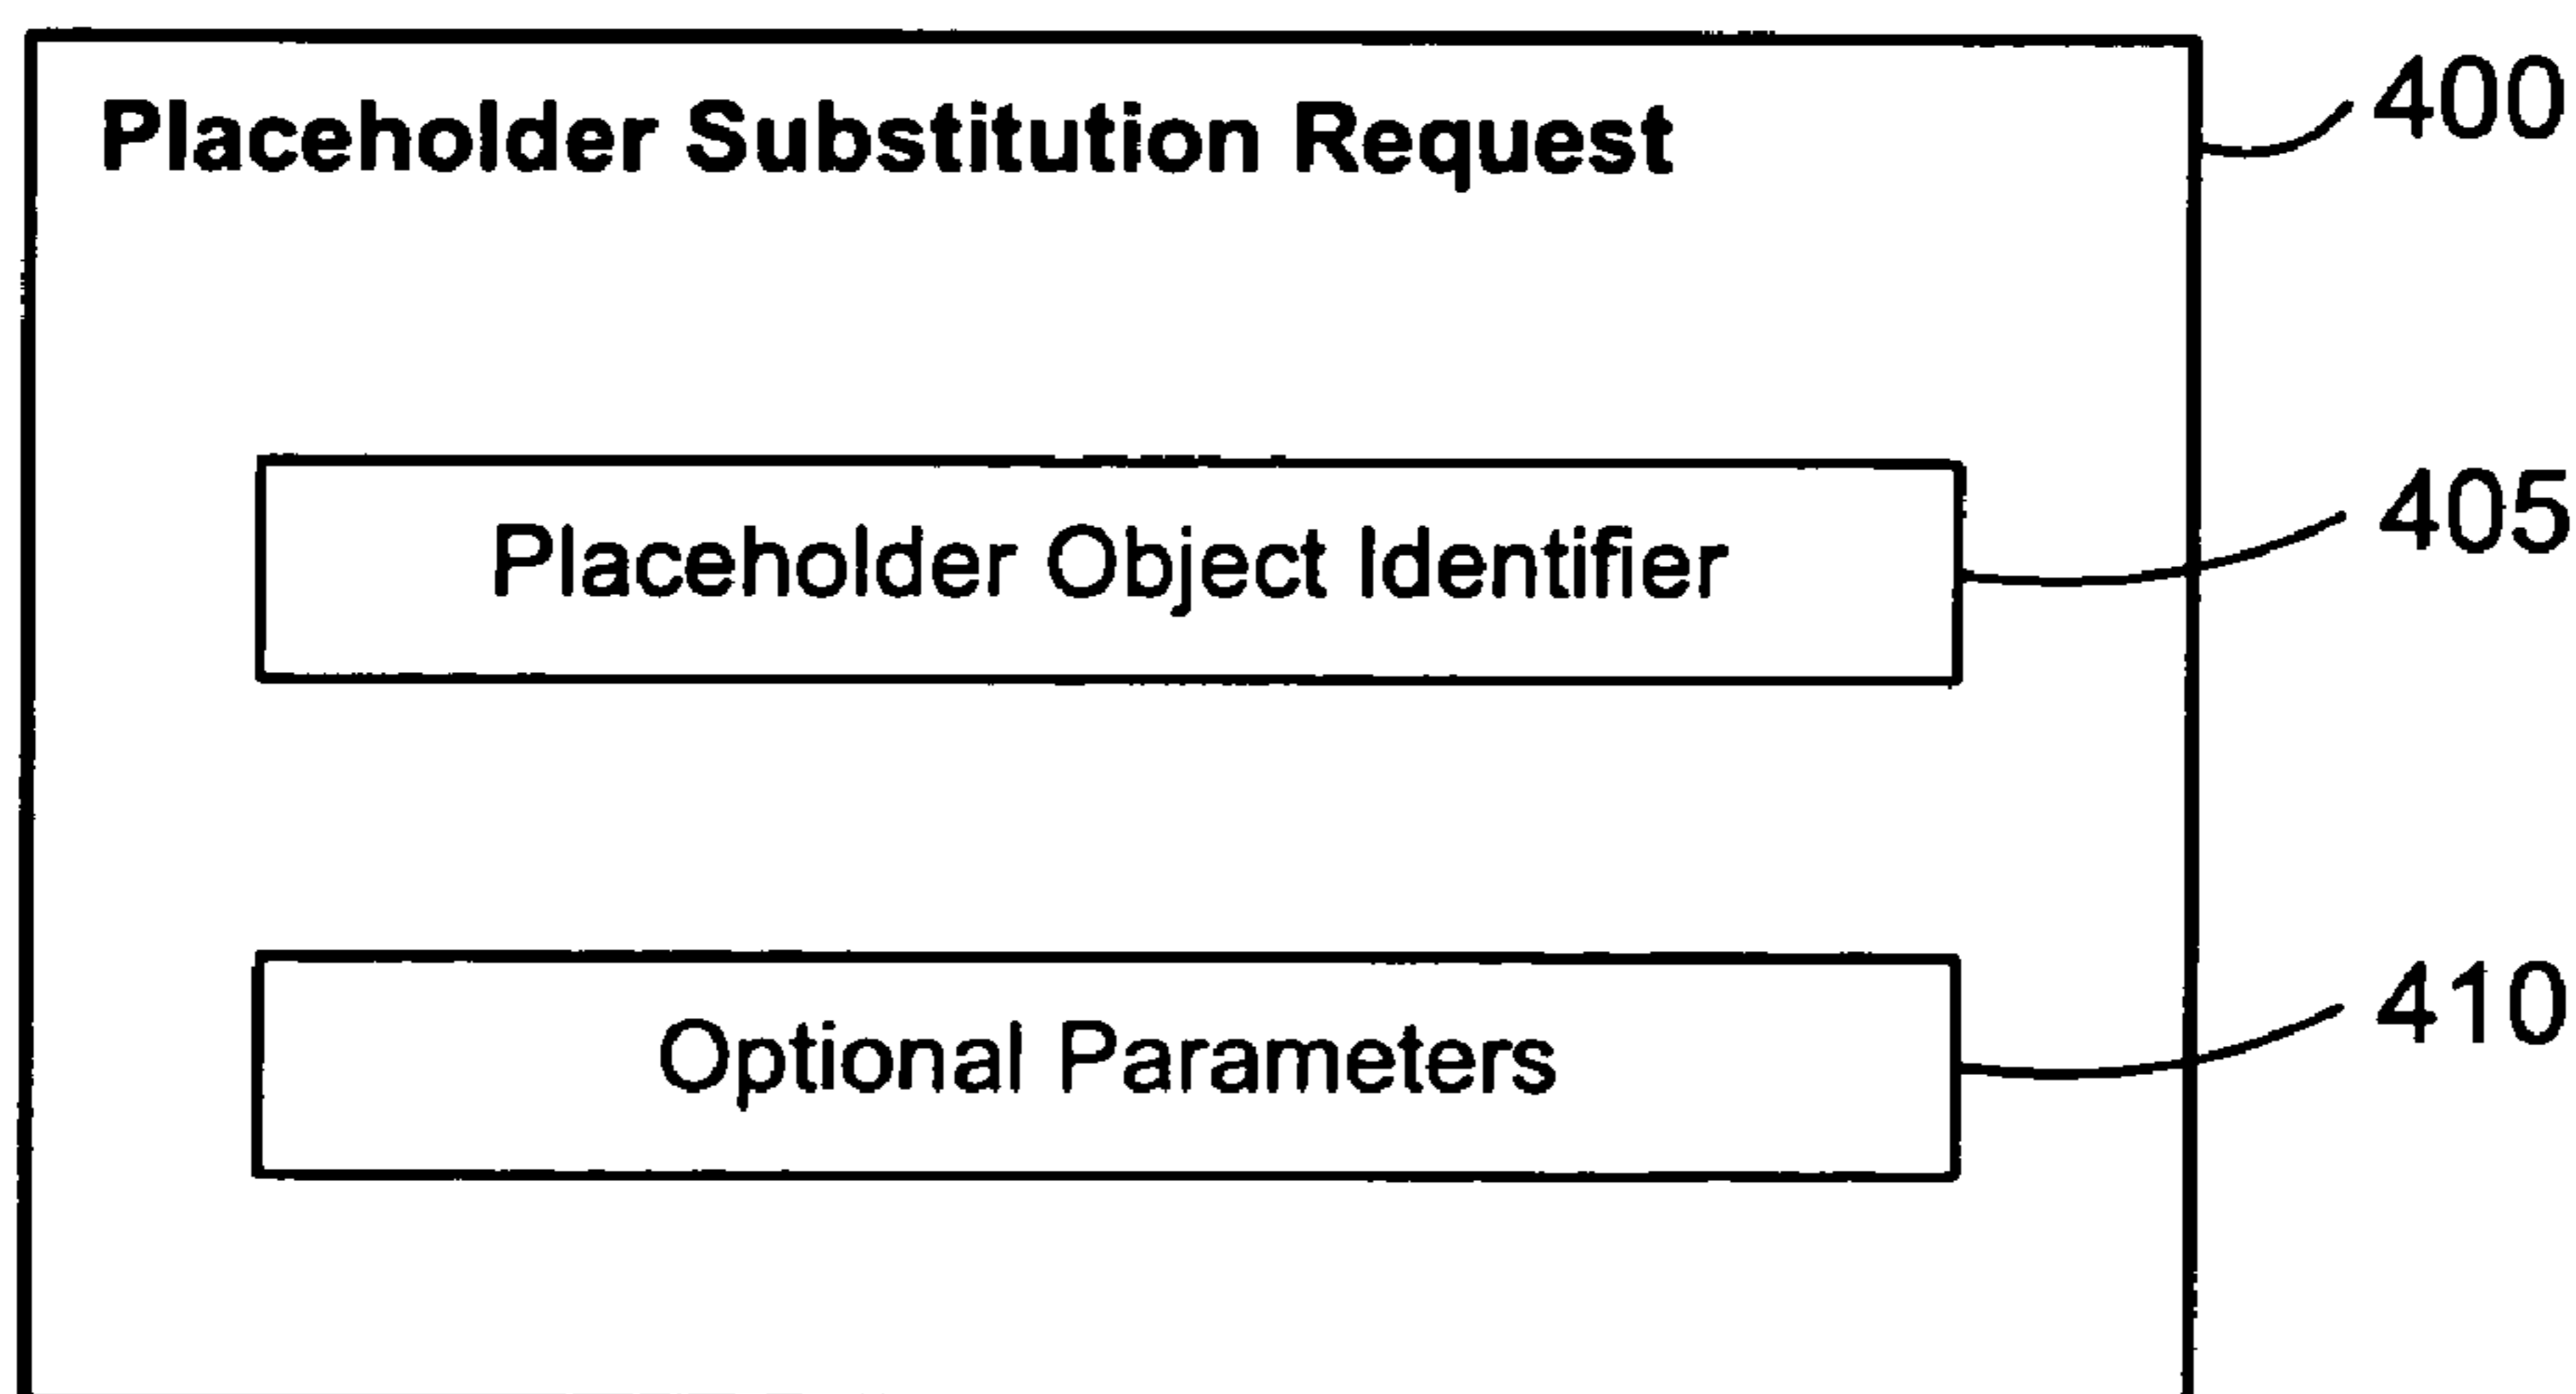 Placeholder Substitution Request
400
Placeholder Object Identifier
405
Optional Parameters
410